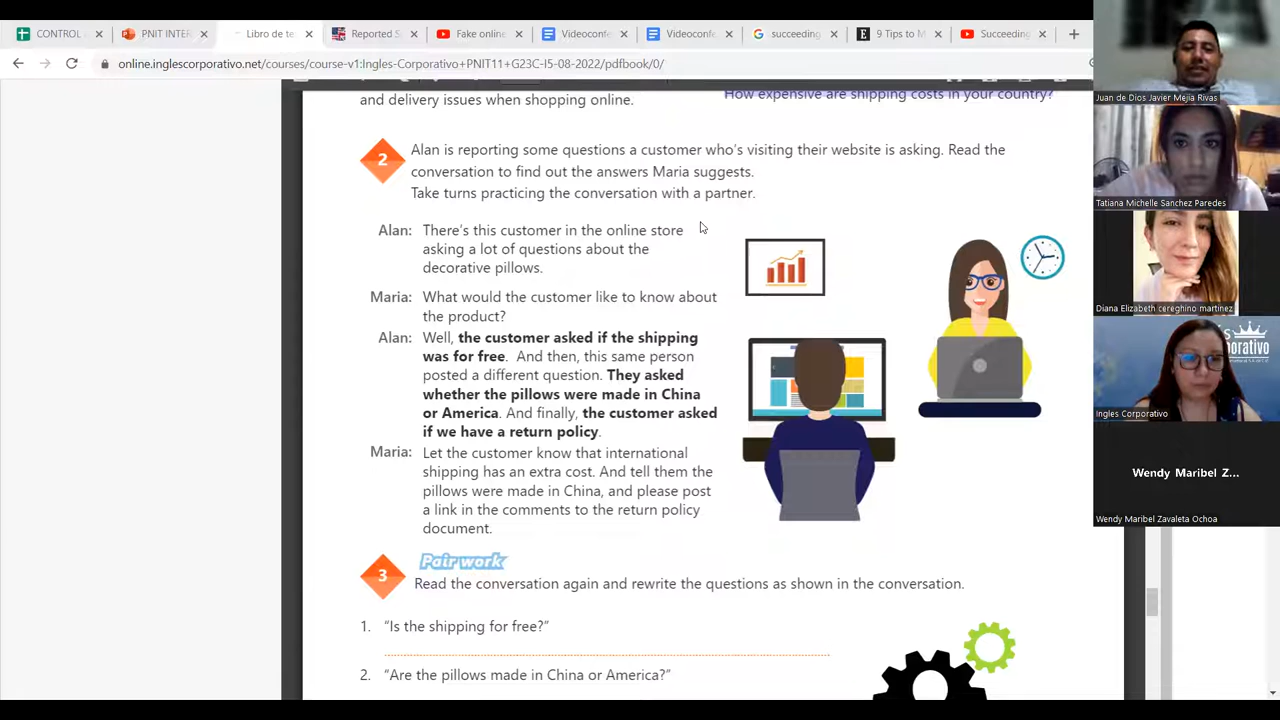 CONTROL
PNIT INTER
Libro de te
Reported S
Fake online
Videoconfe
Videoconfe
succeeding
9 Tips to M
Succeeding
online.inglescorporativo.net/courses/course-v1:Ingles-Corporativo+PNIT11+G23C-I5-08-2022/pdfbook/0/
and delivery issues when shopping online.
How expensive are shipping costs in your country?
2
Alan is reporting some questions a customer who's visiting their website is asking. Read the
conversation to find out the answers Maria suggests.
Take turns practicing the conversation with a partner.
Alan: There's this customer in the online store
asking a lot of questions about the
decorative pillows.
Maria: What would the customer like to know about
the product?
Alan: Well, the customer asked if the shipping
was for free. And then, this same person
posted a different question. They asked
whether the pillows were made in China
or America. And finally, the customer asked
if we have a return policy.
Maria: Let the customer know that international
shipping has an extra cost. And tell them the
pillows were made in China, and please post
a link in the comments to the return policy
document.
Pair work
3
Read the conversation again and rewrite the questions as shown in the conversation.
1. “Is the shipping for free?”
2. “Are the pillows made in China or America?”
Juan de Dios Javier Mejia Rivas
Tatiana Michelle Sanchez Paredes
Diana Elizabeth cereghino martinez
Ingles Corporativo
Wendy Maribel Z...
Wendy Maribel Zavaleta Ochoa